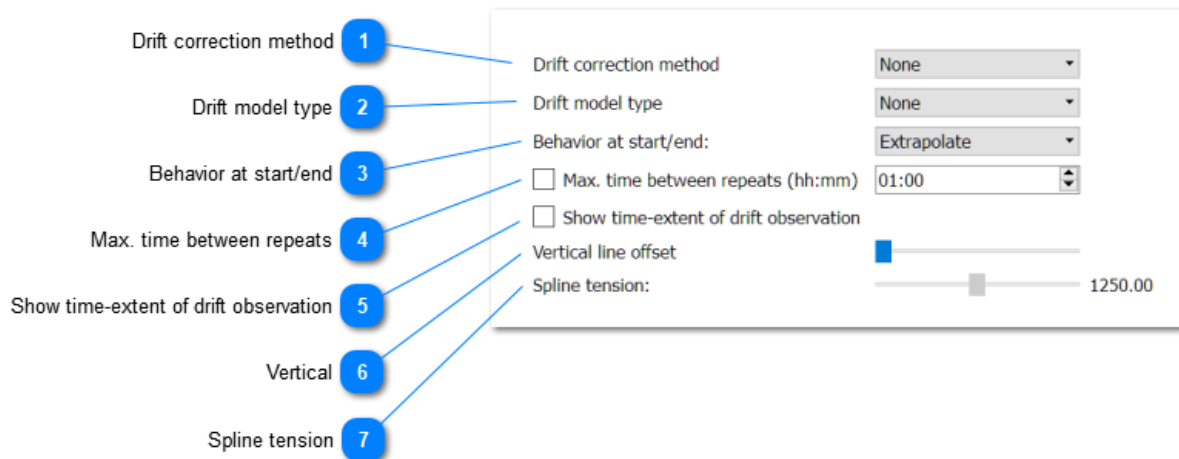 Drift correction method 1
Drift model type 2
Behavior at start/end 3
Max. time between repeats 4
Show time-extent of drift observation 5
Vertical 6
Spline tension 7
Drift correction method None
Drift model type None
Behavior at start/end: Extrapolate
Max. time between repeats (hh:mm) 01:00
Show time-extent of drift observation
Vertical line offset
Spline tension: 1250.00